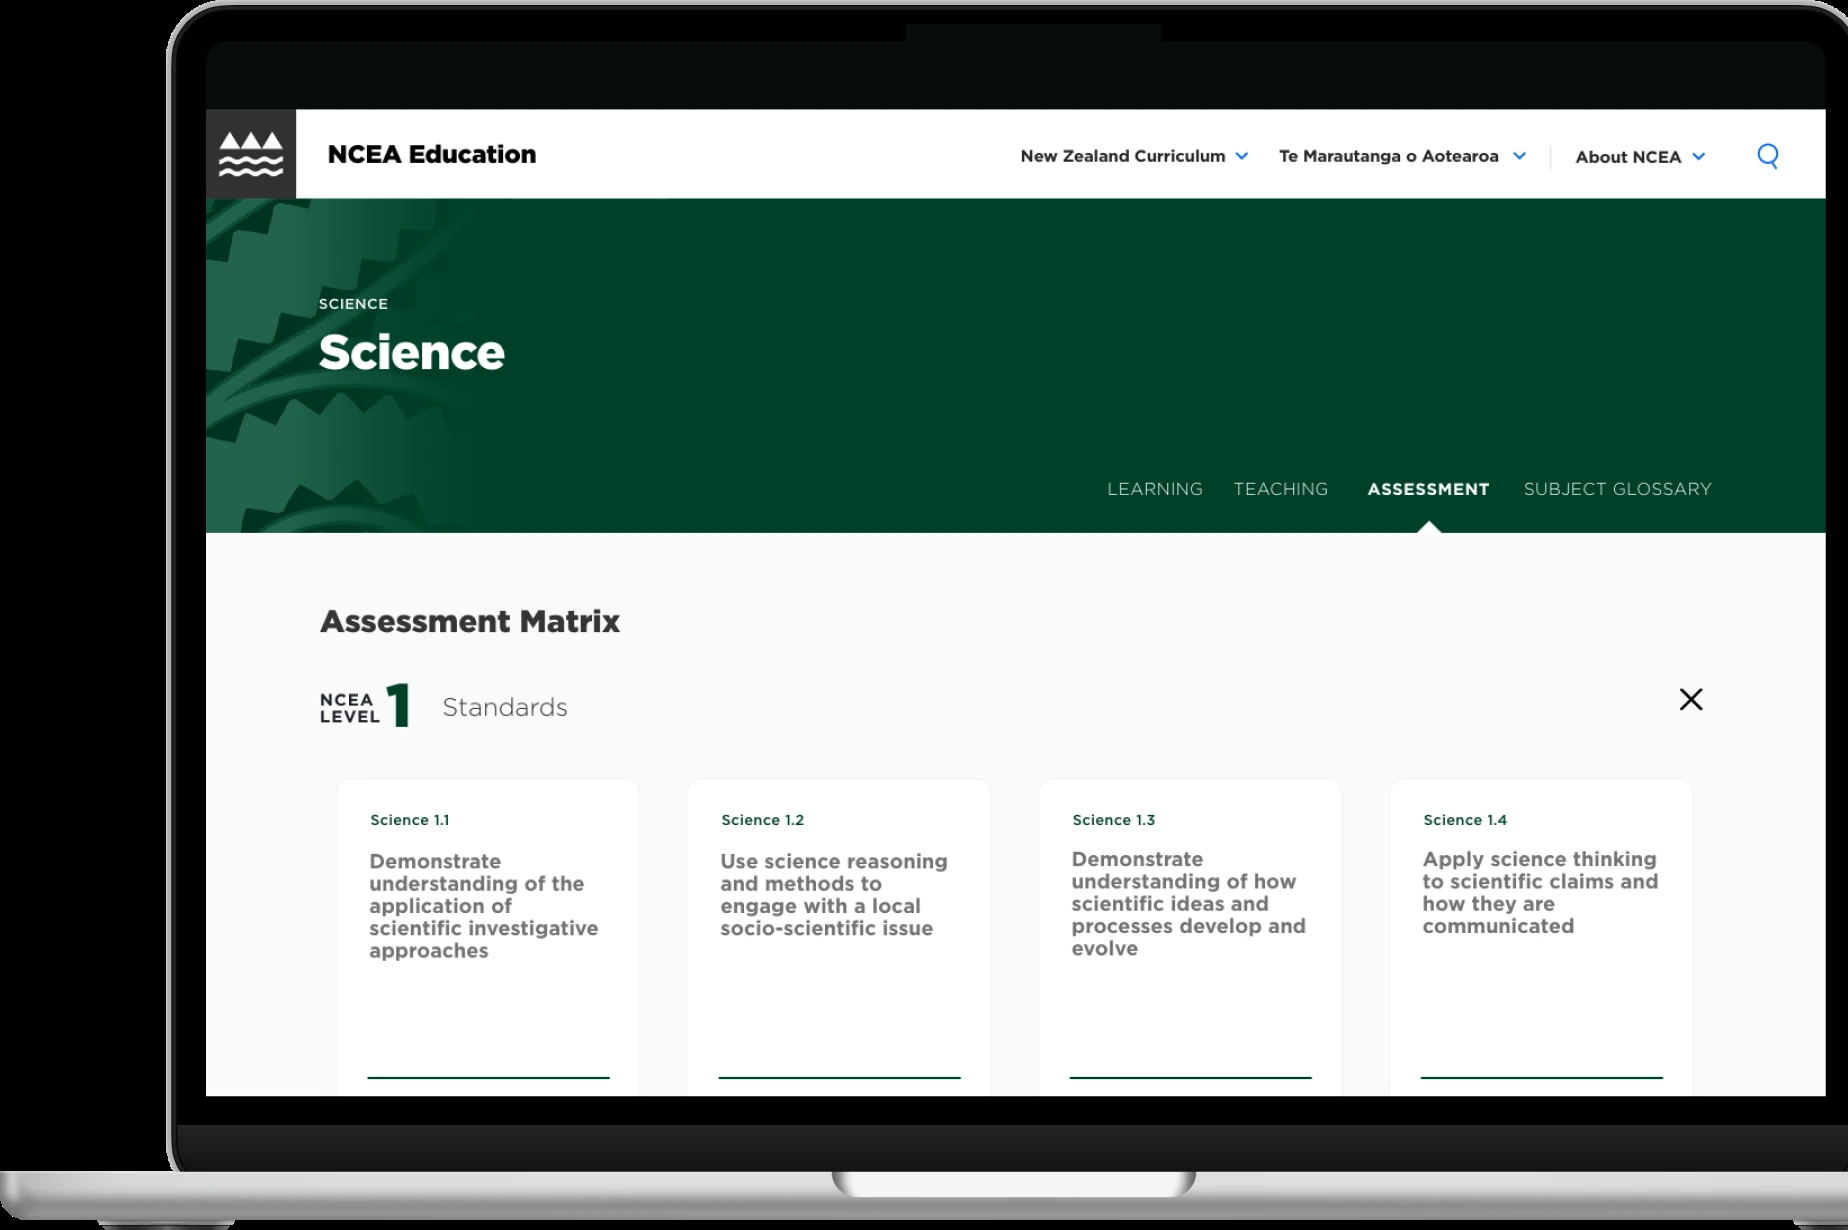 NCEA Education
New Zealand Curriculum
Te Marautanga o Aotearoa
About NCEA
SCIENCE
Science
LEARNING
TEACHING
ASSESSMENT
SUBJECT GLOSSARY
Assessment Matrix
NCEA
LEVEL 1
Standards
Science 1.1
Demonstrate
understanding of the
application of
scientific investigative
approaches
Science 1.2
Use science reasoning
and methods to
engage with a local
socio-scientific issue
Science 1.3
Demonstrate
understanding of how
scientific ideas and
processes develop and
evolve
Science 1.4
Apply science thinking
to scientific claims and
how they are
communicated